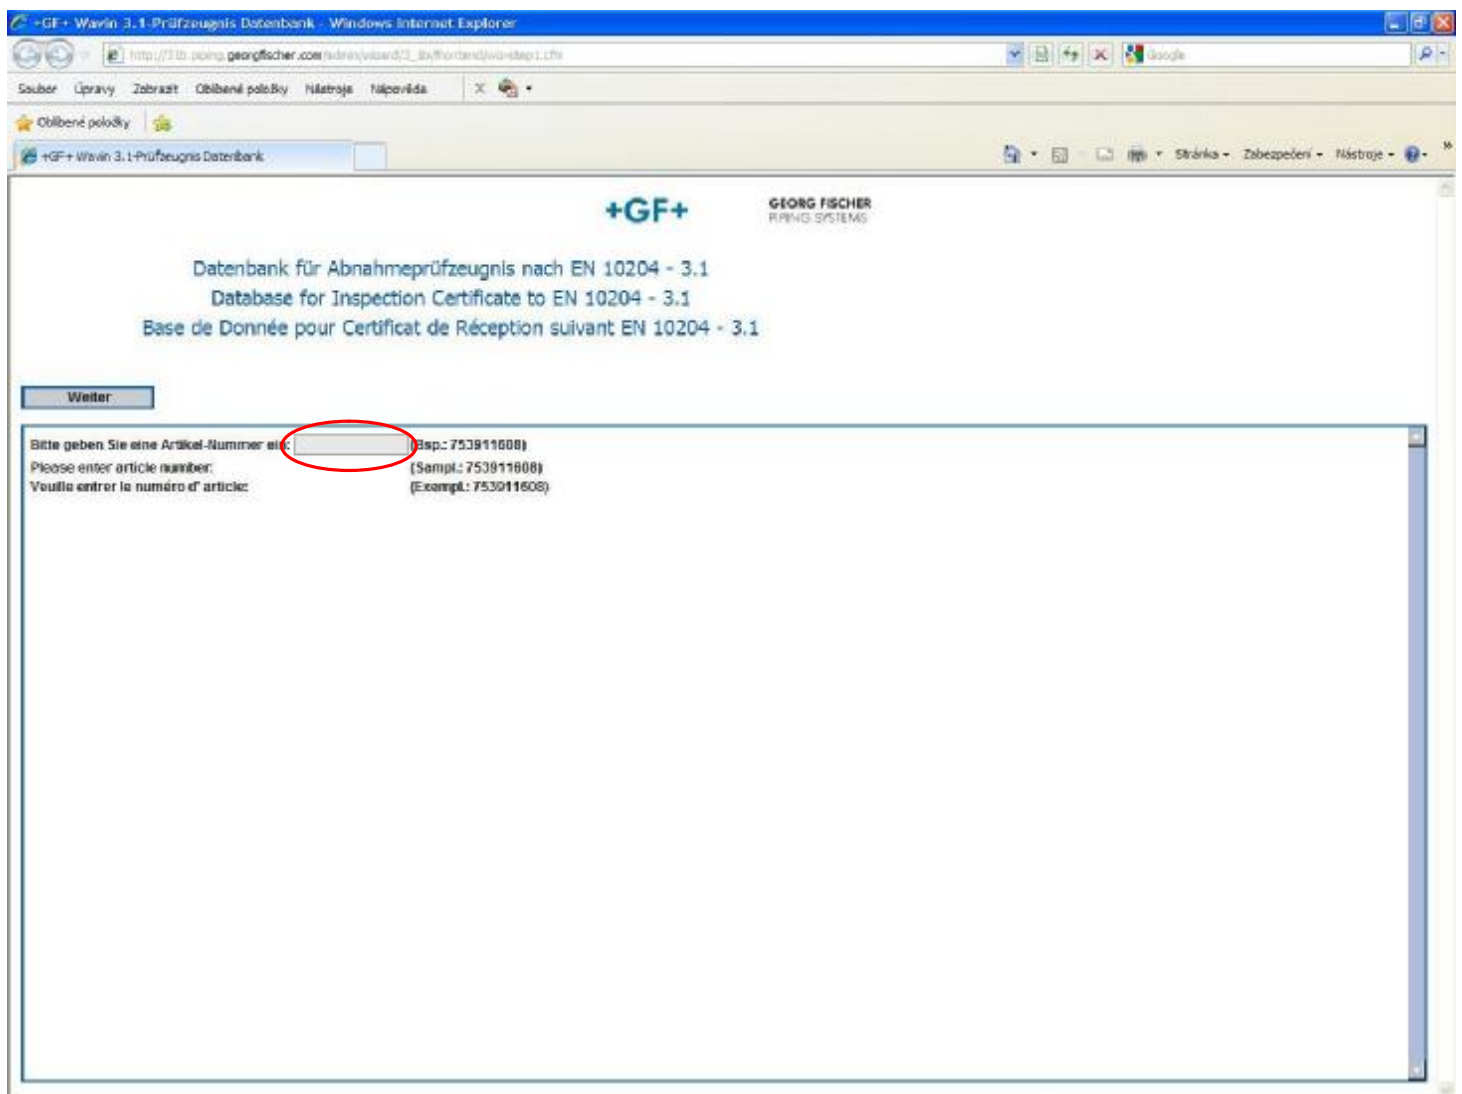 +GF+ Wavin 3.1-Prüfzeugnis Datenbank - Windows Internet Explorer
georgfischer.com
Google
Soubor Úpravy Zobrazit Oblíbené položky Nástroje Nápověda
Oblíbené položky
+GF+ Wavin 3.1-Prüfzeugnis Datenbank
Stránka Zabezpečení Nástroje
+GF+ GEORG FISCHER
PIPING SYSTEMS
Datenbank für Abnahmeprüfzeugnis nach EN 10204 - 3.1
Database for Inspection Certificate to EN 10204 - 3.1
Base de Donnée pour Certificat de Réception suivant EN 10204 - 3.1
Weiter
Bitte geben Sie eine Artikel-Nummer ein: (Bsp.: 753911608)
Please enter article number: (Sampl.: 753911608)
Veuille entrer le numéro d' article: (Exempl.: 753911608)